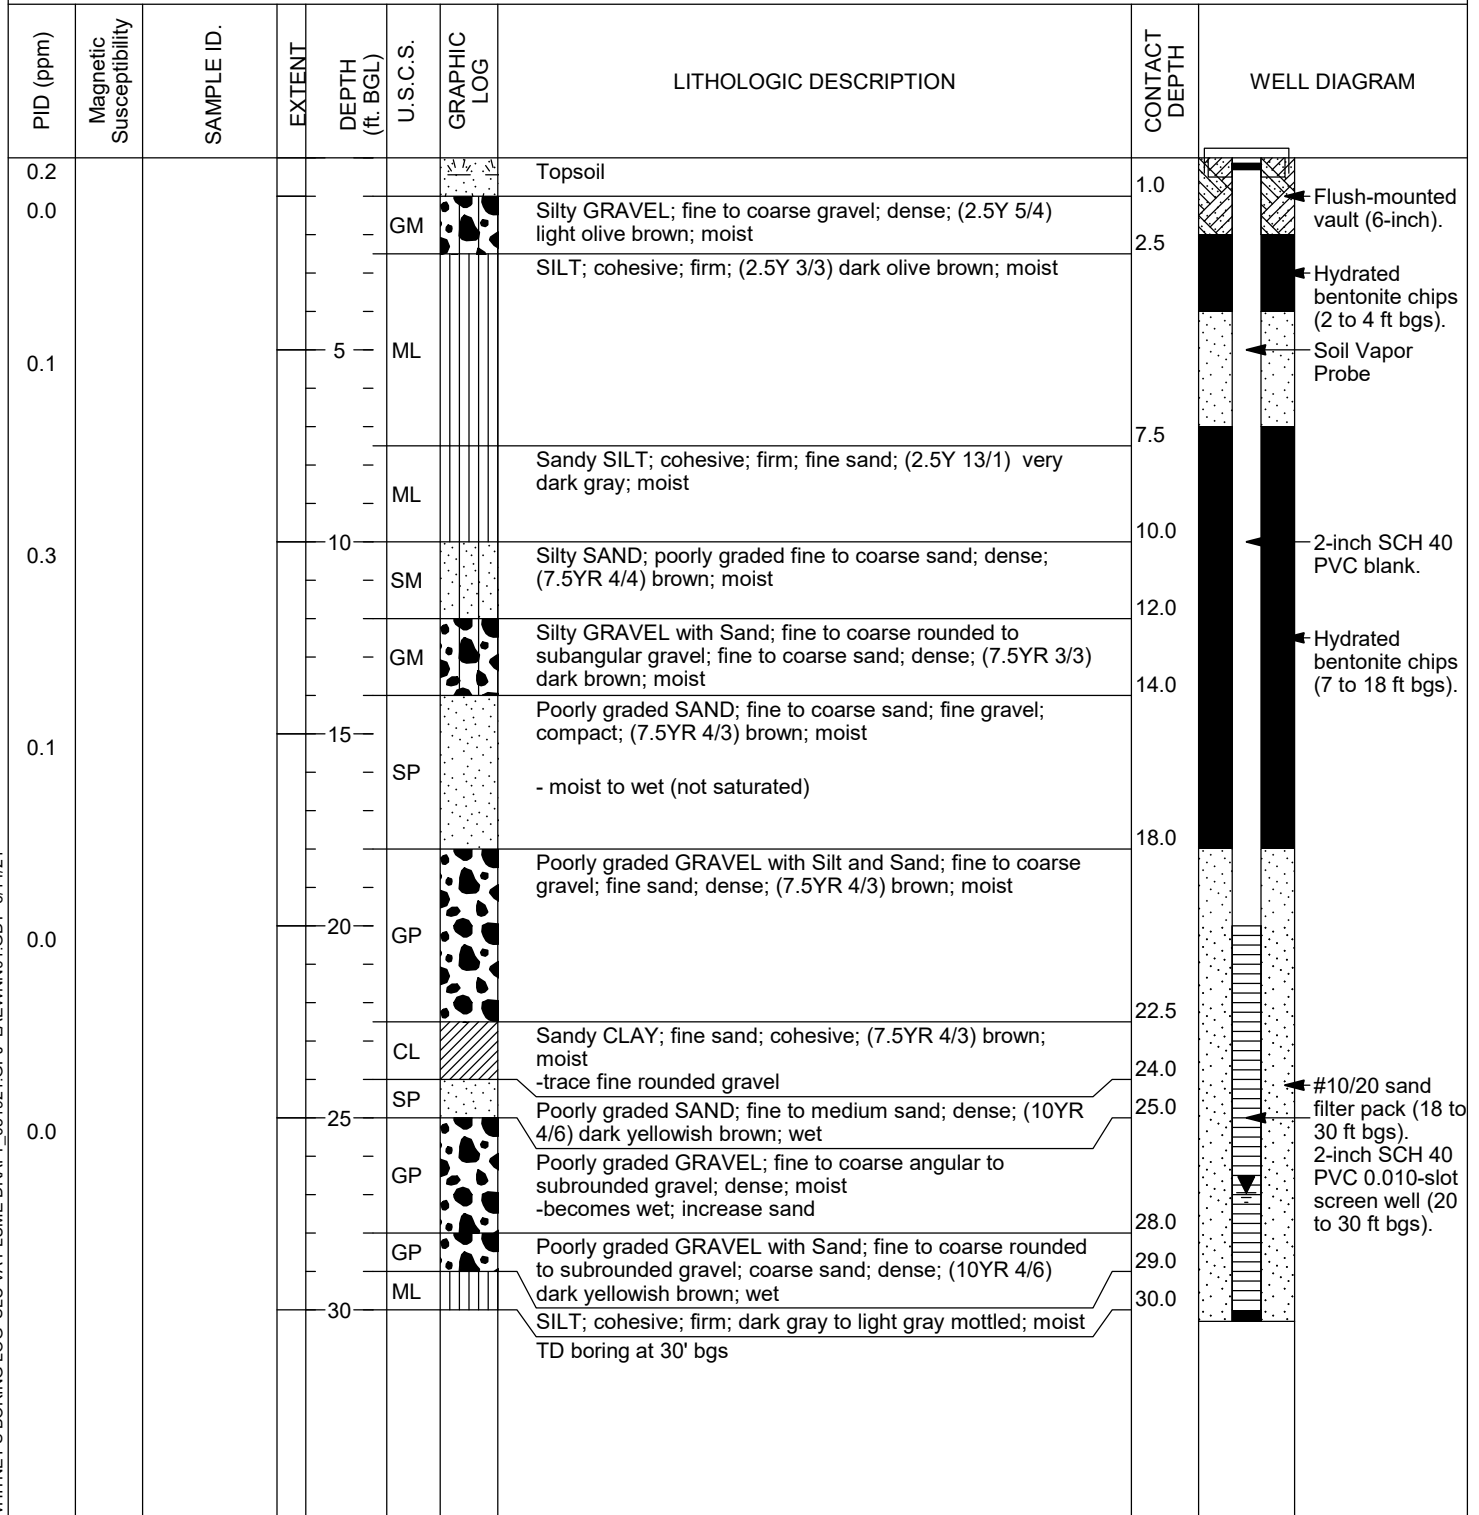 PID (ppm)
Magnetic
Susceptibility
SAMPLE ID.
EXTENT
DEPTH
(ft. BGL)
U.S.C.S.
GRAPHIC
LOG
LITHOLOGIC DESCRIPTION
CONTACT
DEPTH
WELL DIAGRAM
0.2
Topsoil
1.0
0.0
GM
Silty GRAVEL; fine to coarse gravel; dense; (2.5Y 5/4)
light olive brown; moist
2.5
Flush-mounted
vault (6-inch).
SILT; cohesive; firm; (2.5Y 3/3) dark olive brown; moist
Hydrated
bentonite chips
(2 to 4 ft bgs).
0.1
5
ML
Soil Vapor
Probe
7.5
Sandy SILT; cohesive; firm; fine sand; (2.5Y 13/1) very
dark gray; moist
ML
10.0
0.3
10
SM
Silty SAND; poorly graded fine to coarse sand; dense;
(7.5YR 4/4) brown; moist
2-inch SCH 40
PVC blank.
12.0
GM
Silty GRAVEL with Sand; fine to coarse rounded to
subangular gravel; fine to coarse sand; dense; (7.5YR 3/3)
dark brown; moist
Hydrated
bentonite chips
(7 to 18 ft bgs).
14.0
Poorly graded SAND; fine to coarse sand; fine gravel;
compact; (7.5YR 4/3) brown; moist
0.1
15
SP
- moist to wet (not saturated)
18.0
Poorly graded GRAVEL with Silt and Sand; fine to coarse
gravel; fine sand; dense; (7.5YR 4/3) brown; moist
0.0
20
GP
22.5
CL
Sandy CLAY; fine sand; cohesive; (7.5YR 4/3) brown;
moist
-trace fine rounded gravel
24.0
SP
Poorly graded SAND; fine to medium sand; dense; (10YR
4/6) dark yellowish brown; wet
25.0
#10/20 sand
filter pack (18 to
30 ft bgs).
2-inch SCH 40
PVC 0.010-slot
screen well (20
to 30 ft bgs).
0.0
25
GP
Poorly graded GRAVEL; fine to coarse angular to
subrounded gravel; dense; moist
-becomes wet; increase sand
28.0
GP
Poorly graded GRAVEL with Sand; fine to coarse rounded
to subrounded gravel; coarse sand; dense; (10YR 4/6)
dark yellowish brown; wet
29.0
ML
30.0
30
SILT; cohesive; firm; dark gray to light gray mottled; moist
TD boring at 30' bgs